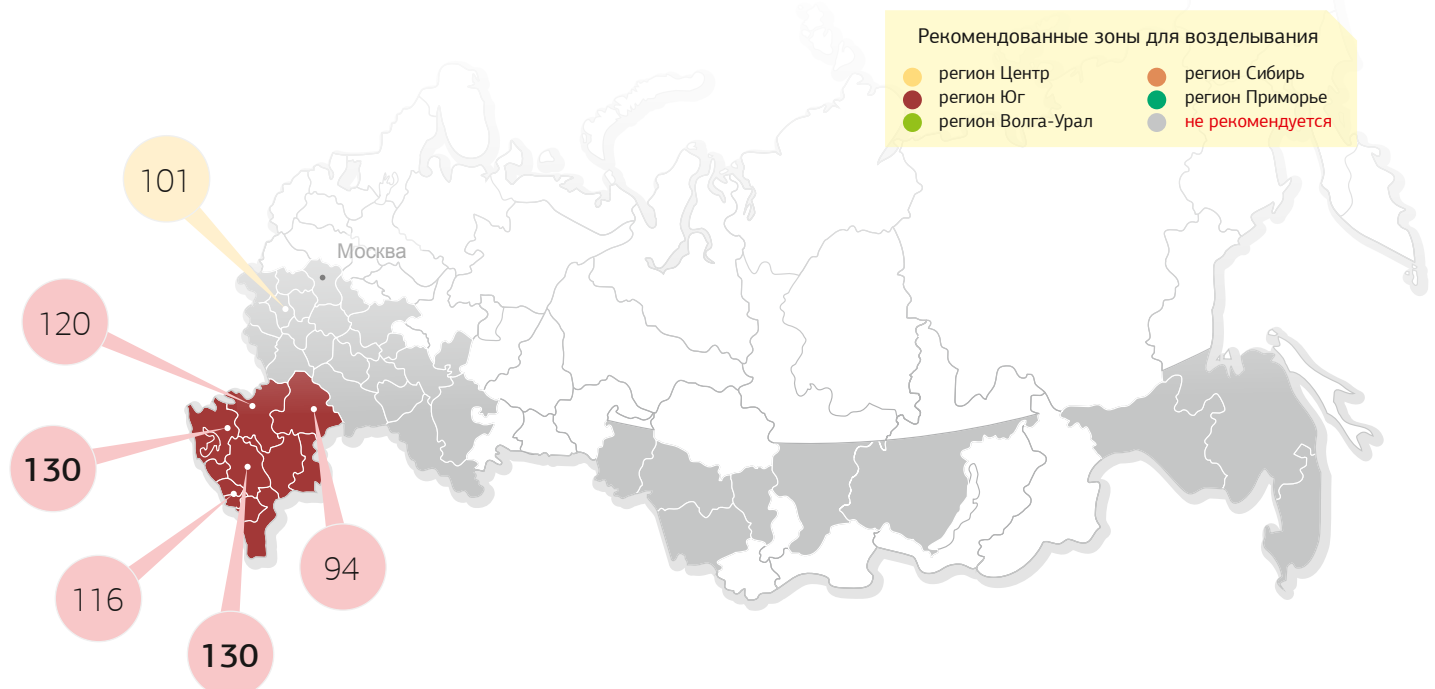 Рекомендованные зоны для возделывания
регион Центр
регион Сибирь
регион Юг
регион Приморье
регион Волга-Урал
не рекомендуется
101
Москва
120
130
94
116
130